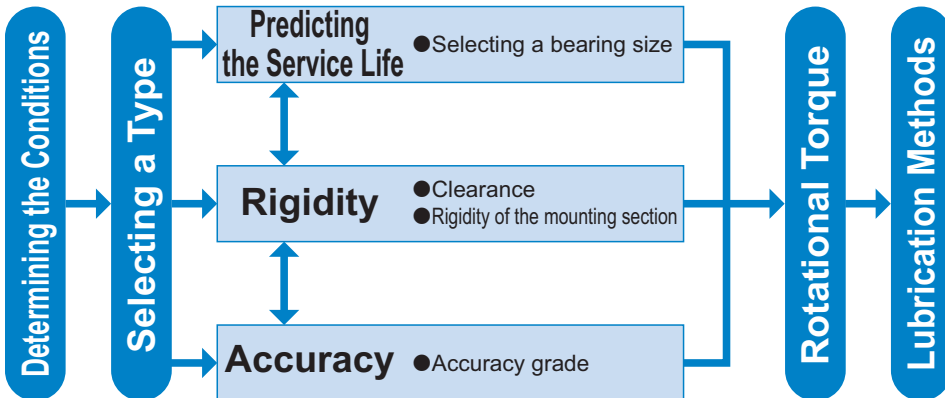 Determining the Conditions
Selecting a Type
Predicting
the Service Life
●Selecting a bearing size
Rigidity
●Clearance
●Rigidity of the mounting section
Accuracy
●Accuracy grade
Rotational Torque
Lubrication Methods